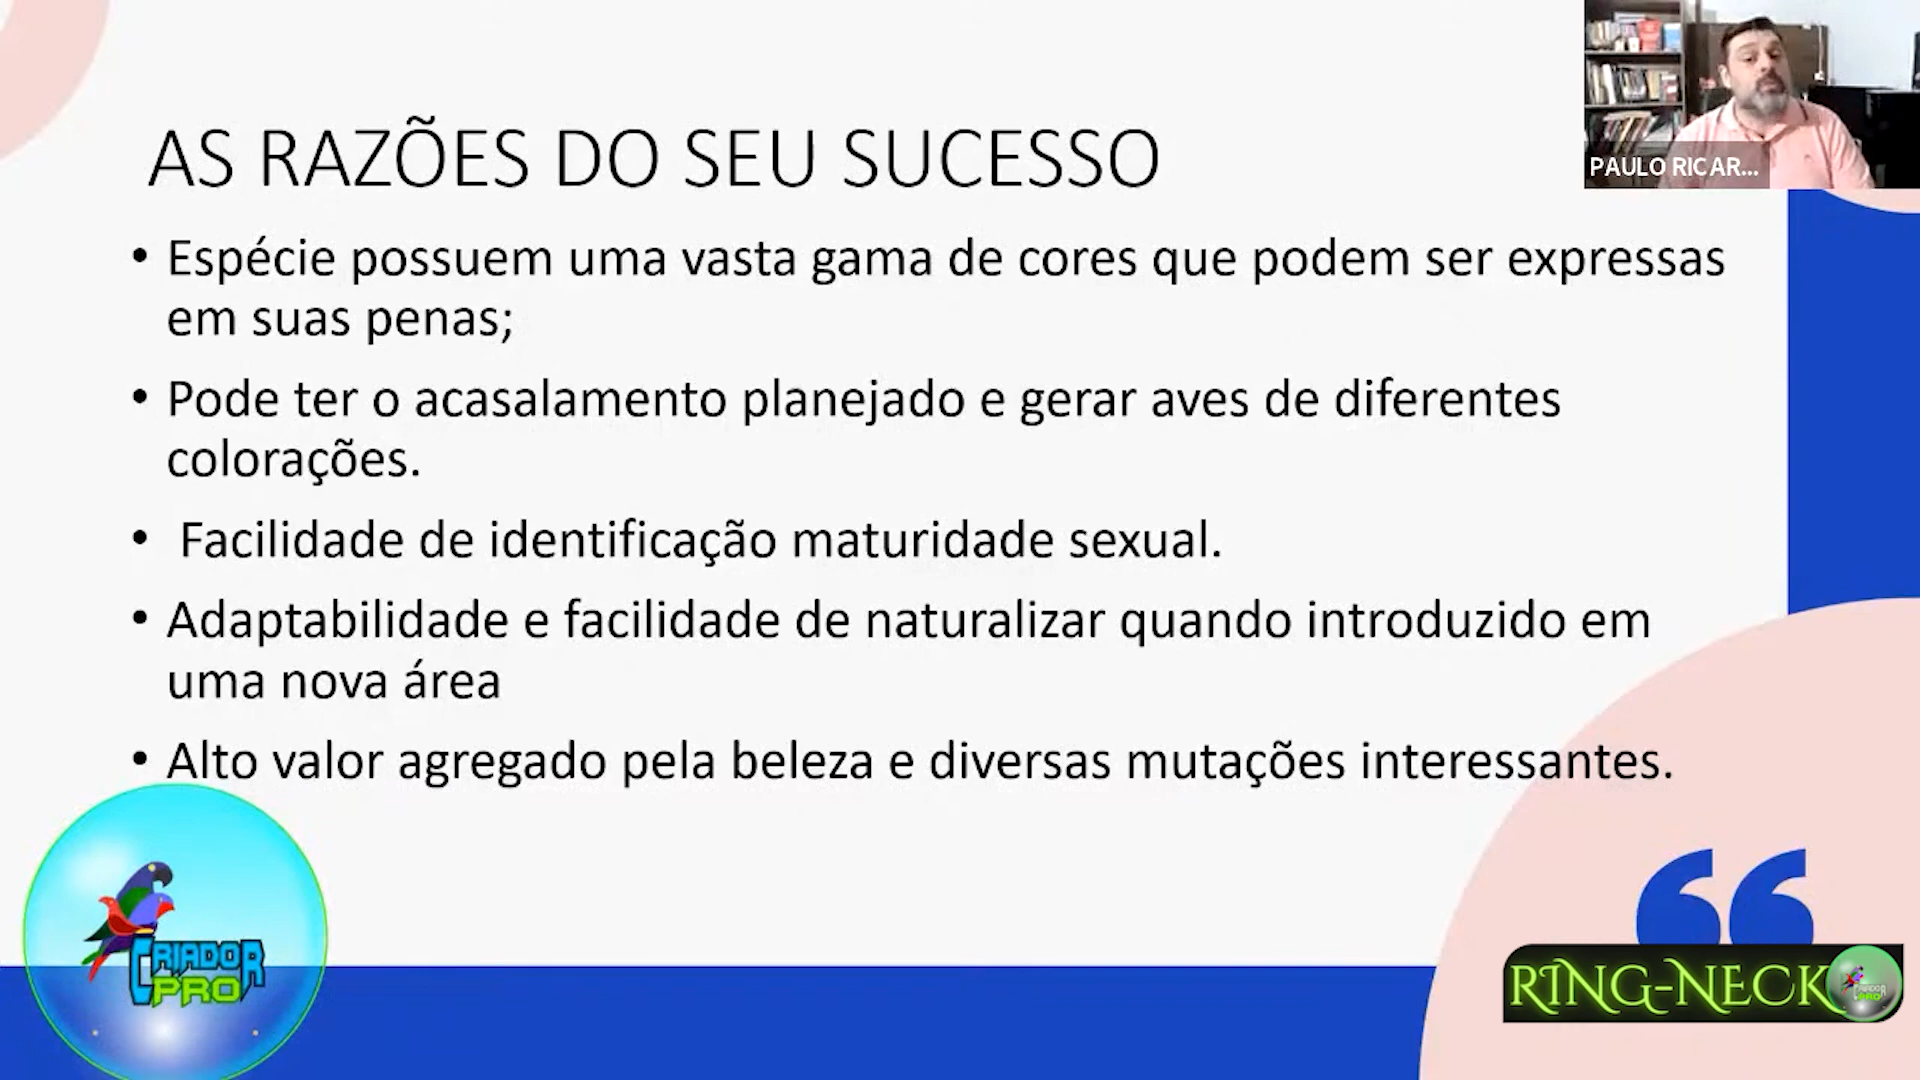 AS RAZÕES DO SEU SUCESSO
PAULO RICAR...
• Espécie possuem uma vasta gama de cores que podem ser expressas
em suas penas;
• Pode ter o acasalamento planejado e gerar aves de diferentes
colorações.
• Facilidade de identificação maturidade sexual.
• Adaptabilidade e facilidade de naturalizar quando introduzido em
uma nova área
• Alto valor agregado pela beleza e diversas mutações interessantes.
CRIADOR
PRO
“
RING-NECK
CRIADOR
PRO